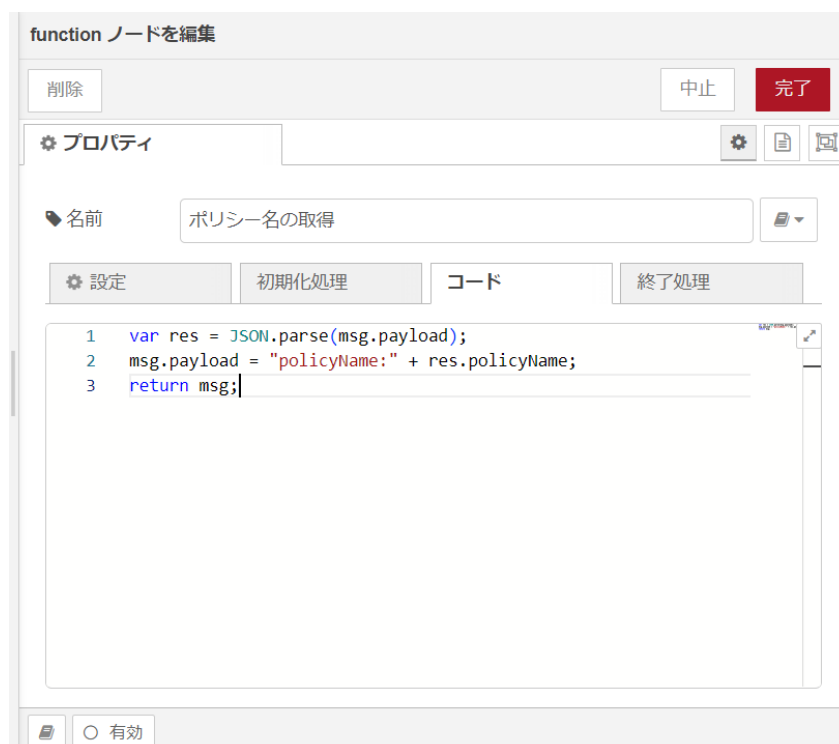 function ノードを編集
削除 中止 完了
プロパティ
名前 ポリシー名の取得
設定 初期化処理 コード 終了処理
1 var res = JSON.parse(msg.payload);
2 msg.payload = "policyName:" + res.policyName;
3 return msg;
有効